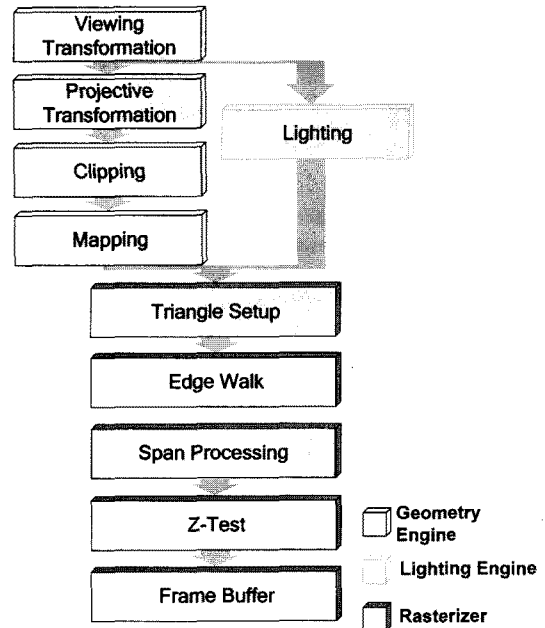 Viewing
Transformation
Projective
Transformation
Lighting
Clipping
Mapping
Triangle Setup
Edge Walk
Span Processing
Z-Test
Frame Buffer
Geometry
Engine
Lighting Engine
Rasterizer